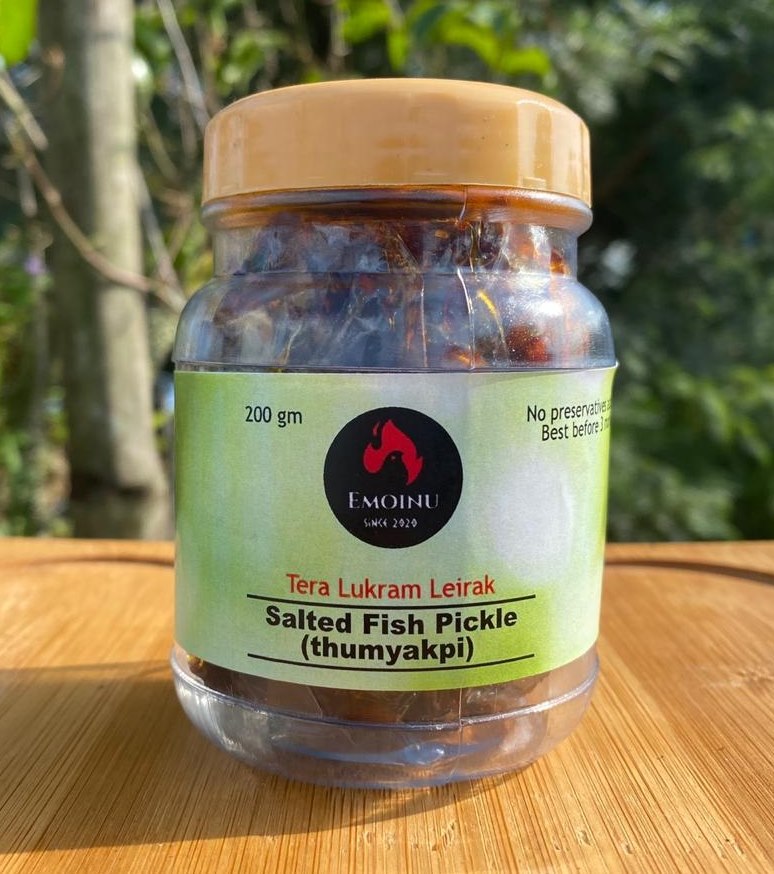 200 gm
No preservatives
Best before 3
EMOINU
SINCE 2020
Tera Lukram Leirak
Salted Fish Pickle
(thumyakpi)